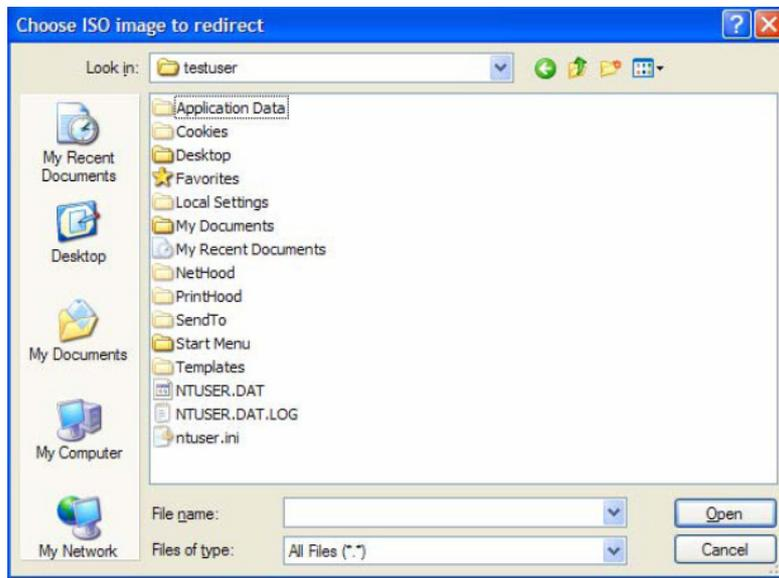 Choose ISO image to redirect
Look in:
testuser
My Recent
Documents
Desktop
My Documents
My Computer
My Network
Application Data
Cookies
Desktop
Favorites
Local Settings
My Documents
My Recent Documents
NetHood
PrintHood
SendTo
Start Menu
Templates
NTUSER.DAT
NTUSER.DAT.LOG
ntuser.ini
File name:
Open
Files of type:
All Files (*.*)
Cancel